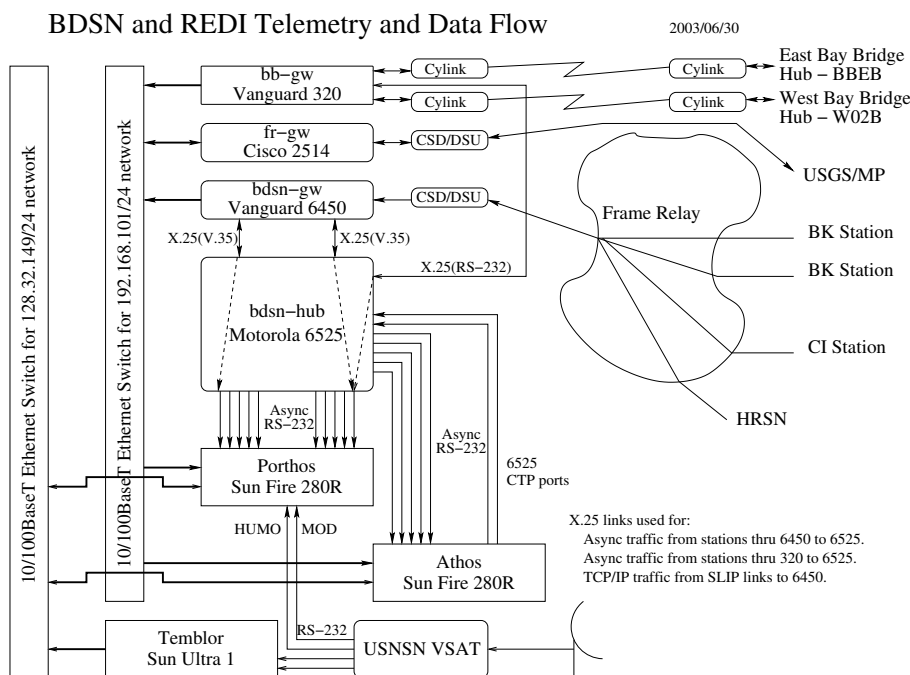 BDSN and REDI Telemetry and Data Flow
2003/06/30
10/100BaseT Ethernet Switch for 128.32.149/24 network
10/100BaseT Ethernet Switch for 192.168.101/24 network
bb−gw
Vanguard 320
Cylink
Cylink
East Bay Bridge
Hub − BBEB
Cylink
Cylink
West Bay Bridge
Hub − W02B
fr−gw
Cisco 2514
CSD/DSU
USGS/MP
bdsn−gw
Vanguard 6450
CSD/DSU
Frame Relay
BK Station
BK Station
CI Station
HRSN
X.25(V.35)
X.25(V.35)
X.25(RS−232)
bdsn−hub
Motorola 6525
Async
RS−232
Async
RS−232
6525
CTP ports
Porthos
Sun Fire 280R
HUMO
MOD
X.25 links used for:
Async traffic from stations thru 6450 to 6525.
Async traffic from stations thru 320 to 6525.
TCP/IP traffic from SLIP links to 6450.
Athos
Sun Fire 280R
RS−232
Temblor
Sun Ultra 1
USNSN VSAT